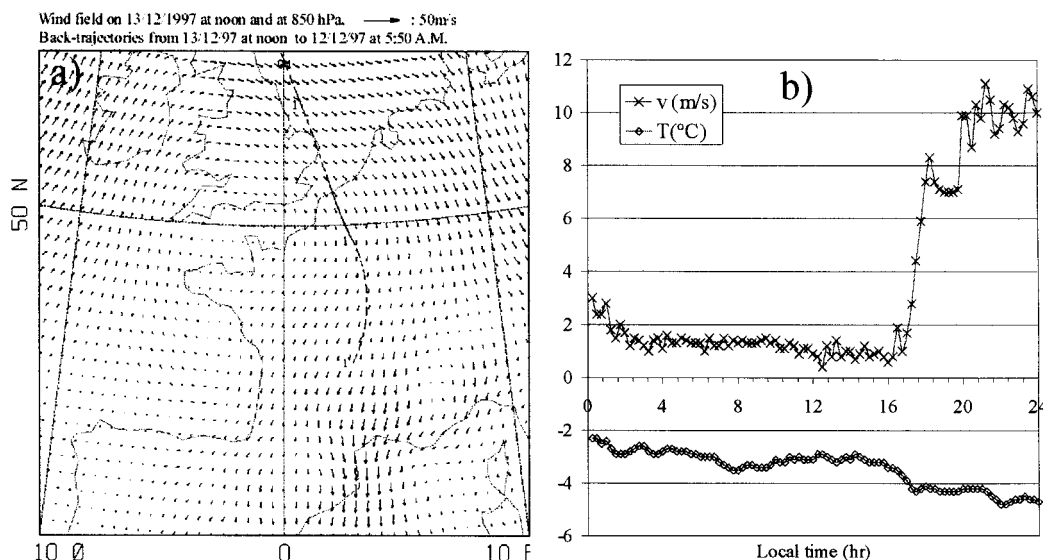 Wind field on 13/12/1997 at noon and at 850 hPa. : 50m/s
Back-trajectories from 13/12/97 at noon to 12/12/97 at 5:50 A.M.
a)
50 N
10 0
0
10 E
b)
v (m/s)
T(°C)
12
10
8
6
4
2
0
-2
-4
-6
0
4
8
12
16
20
24
Local time (hr)